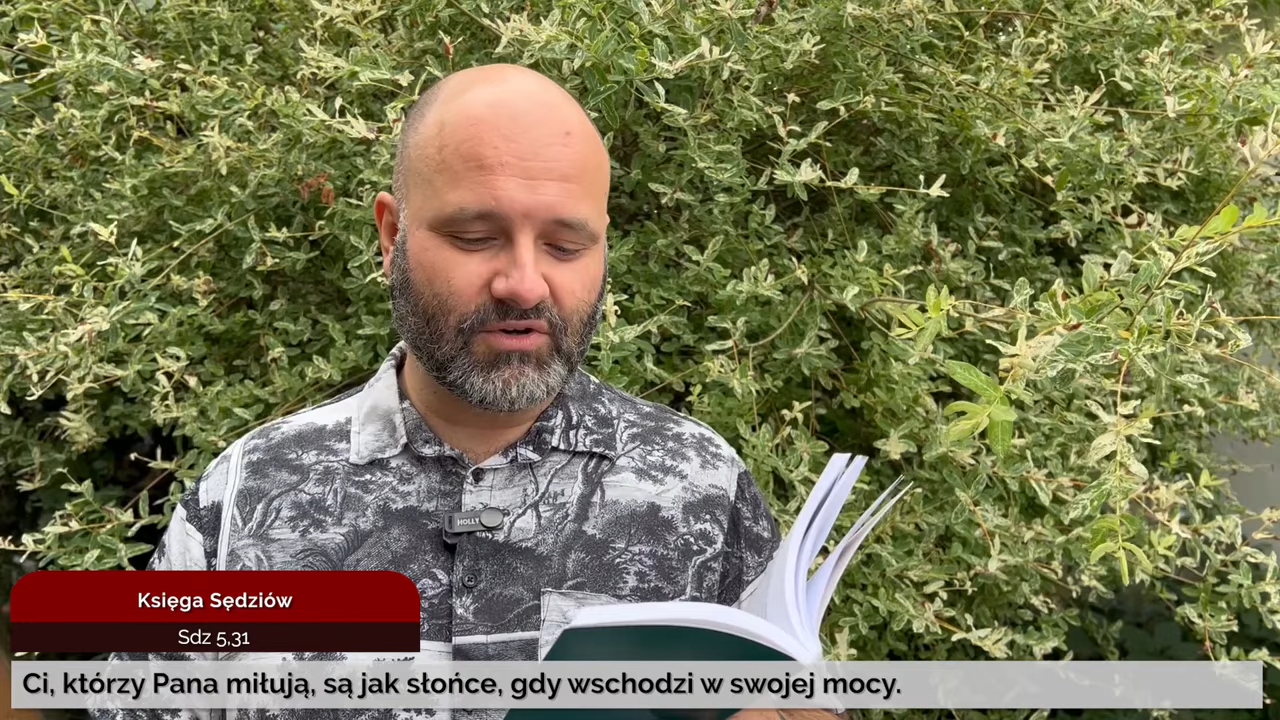 HOLLY
Księga Sędziów
Sdz 5,31
Ci, którzy Pana miłują, są jak słońce, gdy wschodzi w swojej mocy.